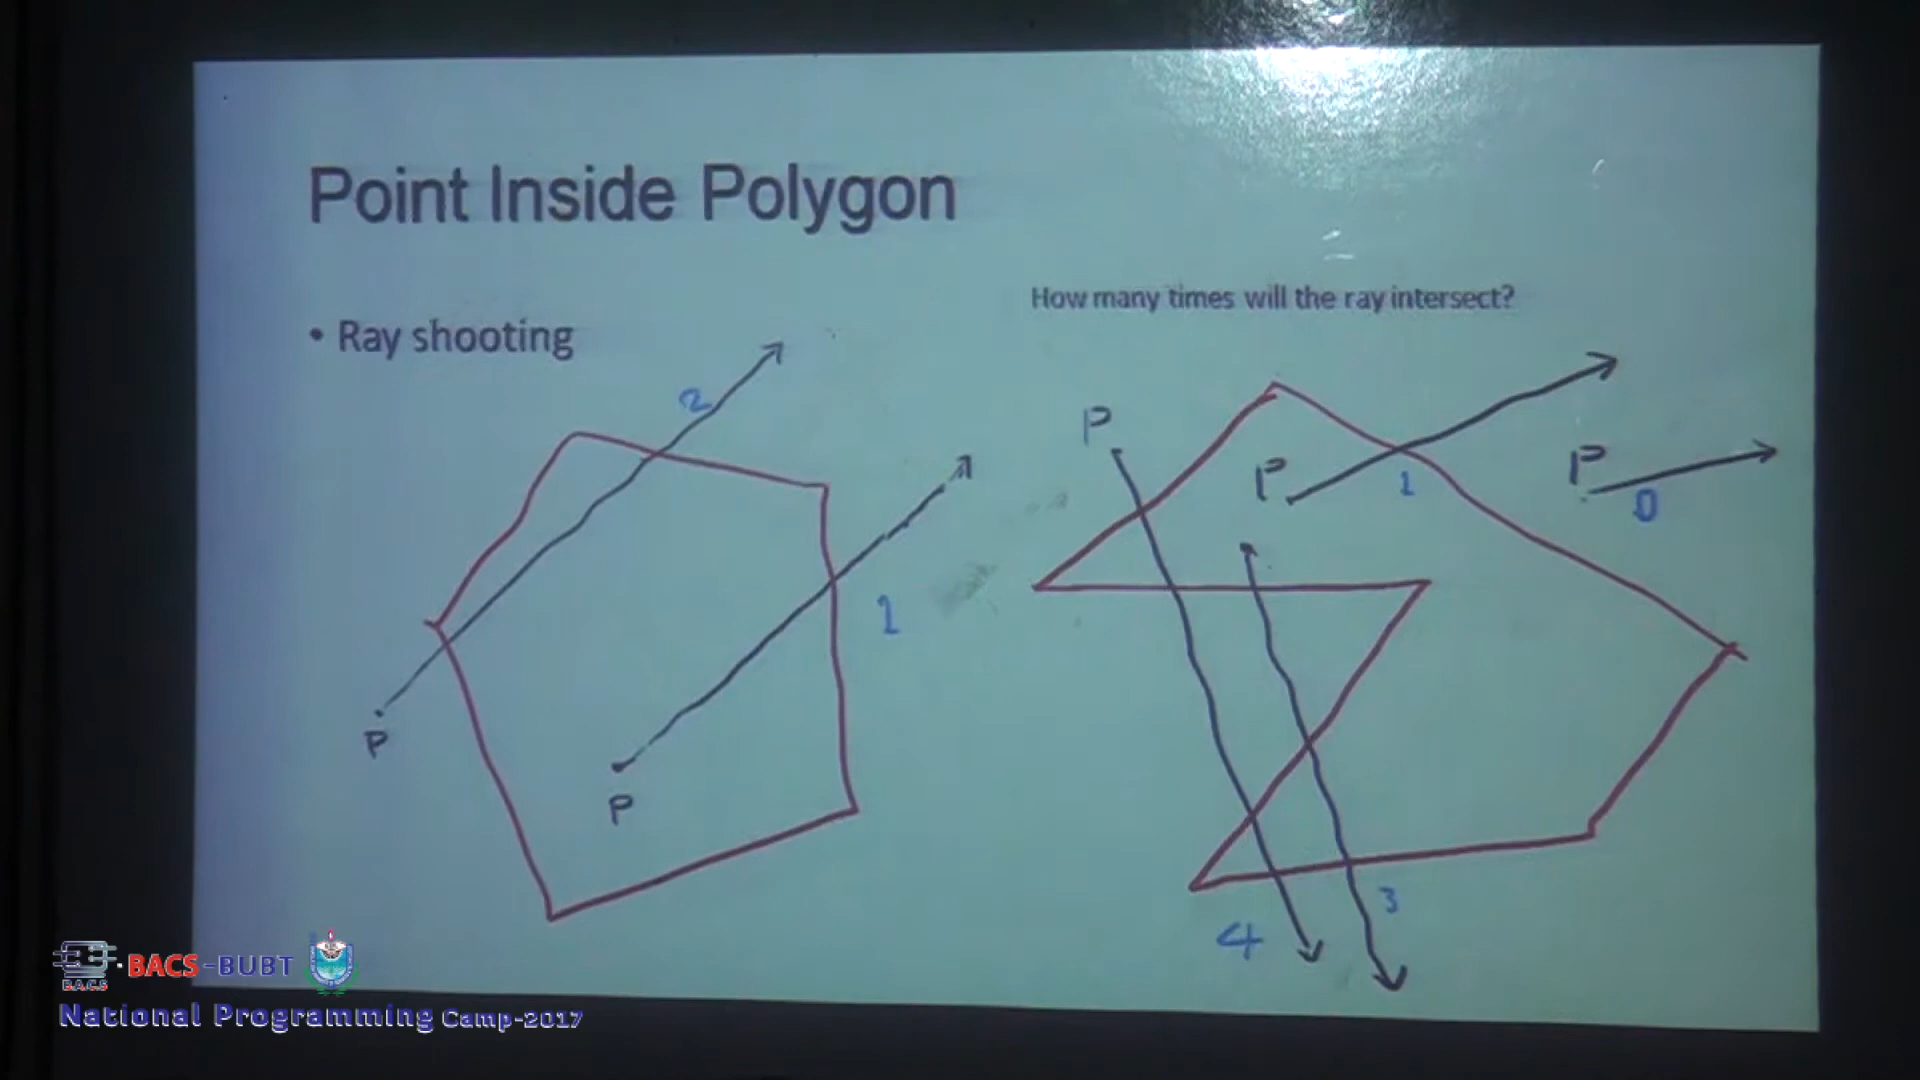 Point Inside Polygon
• Ray shooting
How many times will the ray intersect?
2
P
P
1
P
P
1
P
0
4
3
B.A.C.S
BACS-BUBT
National Programming Camp-2017